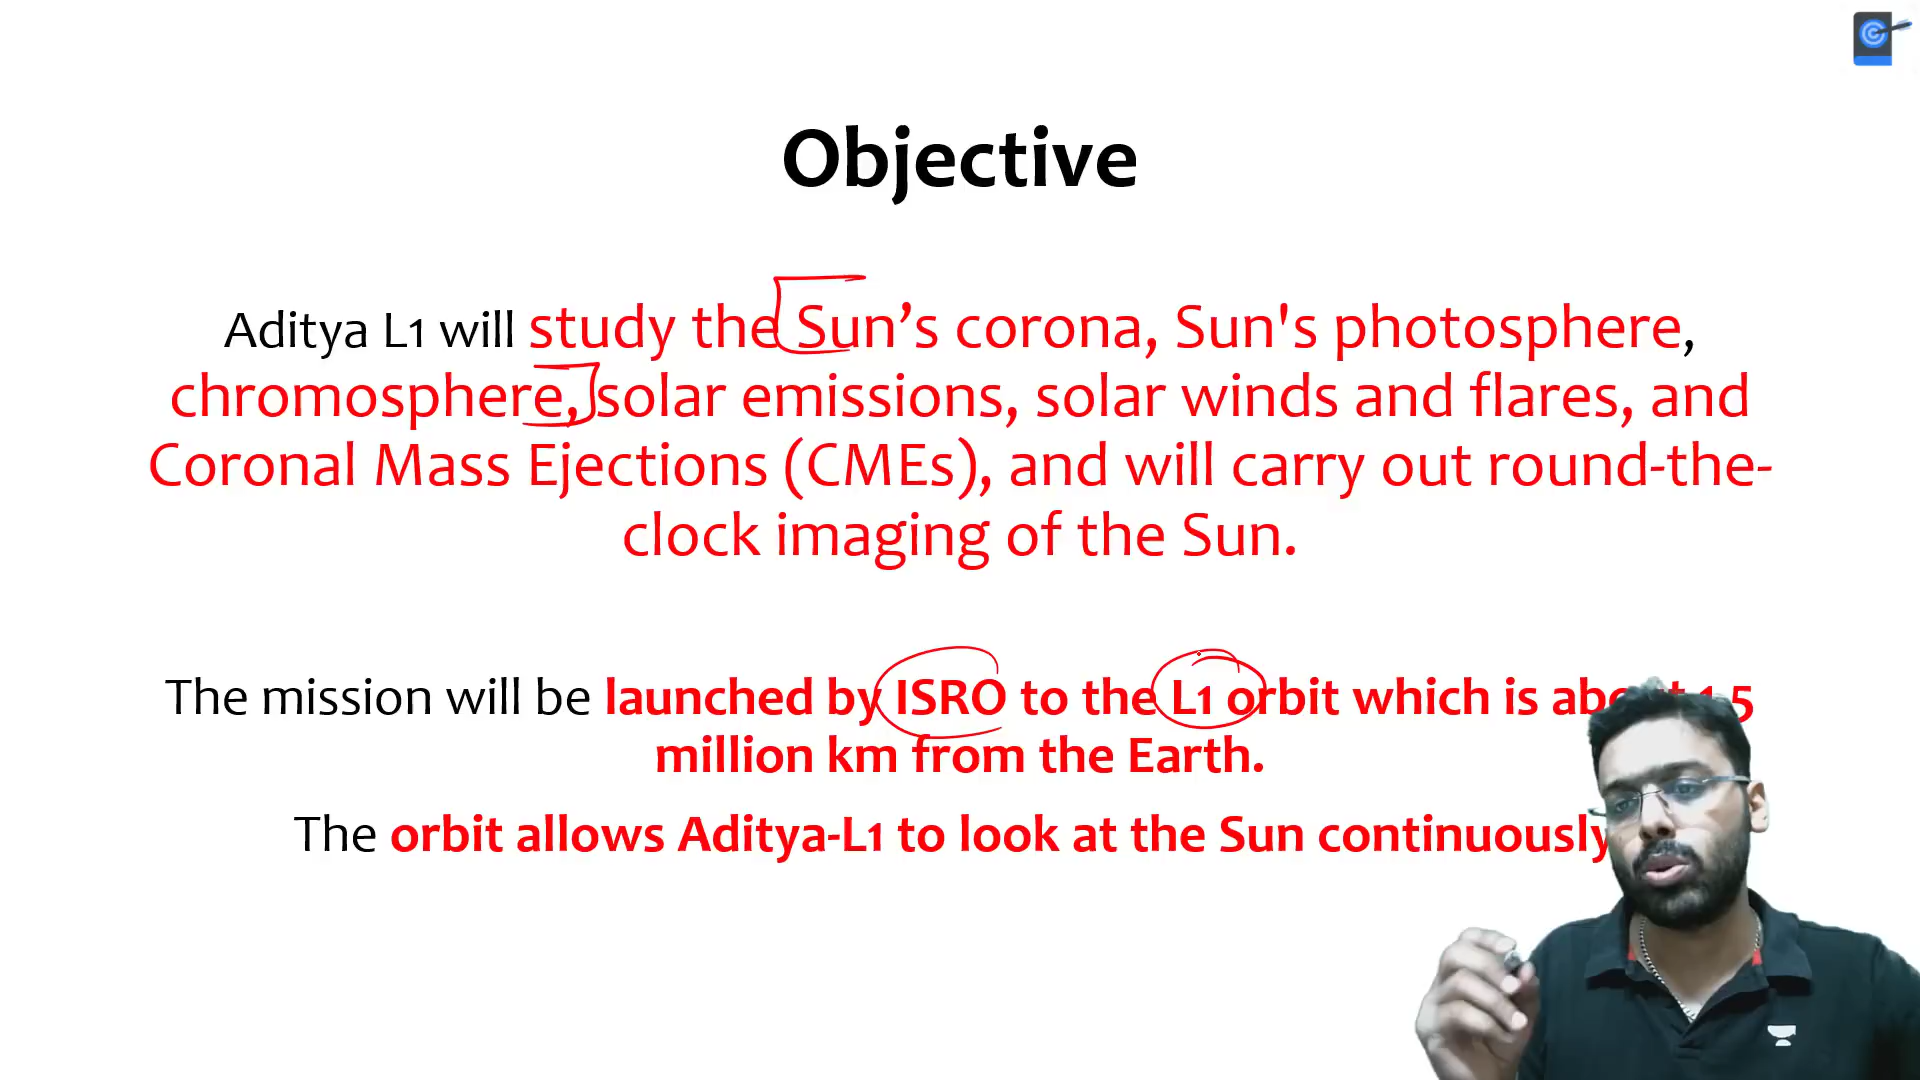 Objective
Aditya L1 will study the Sun’s corona, Sun's photosphere,
chromosphere, solar emissions, solar winds and flares, and
Coronal Mass Ejections (CMEs), and will carry out round-the-
clock imaging of the Sun.
The mission will be launched by ISRO to the L1 orbit which is about 1.5
million km from the Earth.
The orbit allows Aditya-L1 to look at the Sun continuously